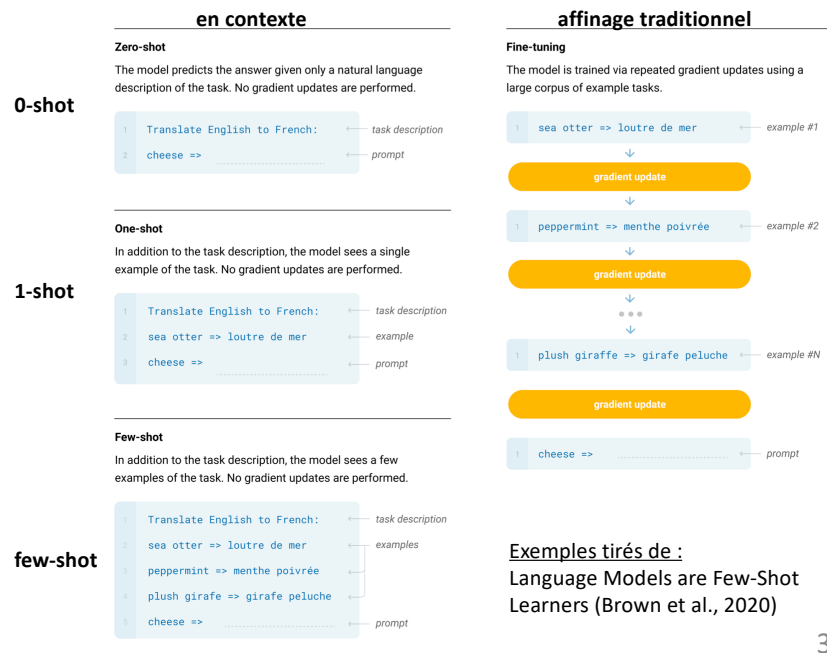 en contexte
0-shot
Zero-shot
The model predicts the answer given only a natural language
description of the task. No gradient updates are performed.
1 Translate English to French: task description
2 cheese => prompt
1-shot
One-shot
In addition to the task description, the model sees a single
example of the task. No gradient updates are performed.
1 Translate English to French: task description
2 sea otter => loutre de mer example
3 cheese => prompt
few-shot
Few-shot
In addition to the task description, the model sees a few
examples of the task. No gradient updates are performed.
1 Translate English to French: task description
2 sea otter => loutre de mer examples
3 peppermint => menthe poivrée
4 plush girafe => girafe peluche
5 cheese => prompt
affinage traditionnel
Fine-tuning
The model is trained via repeated gradient updates using a
large corpus of example tasks.
1 sea otter => loutre de mer example #1
gradient update
1 peppermint => menthe poivrée example #2
gradient update
1 plush giraffe => girafe peluche example #N
gradient update
1 cheese => prompt
Exemples tirés de :
Language Models are Few-Shot
Learners (Brown et al., 2020)
3